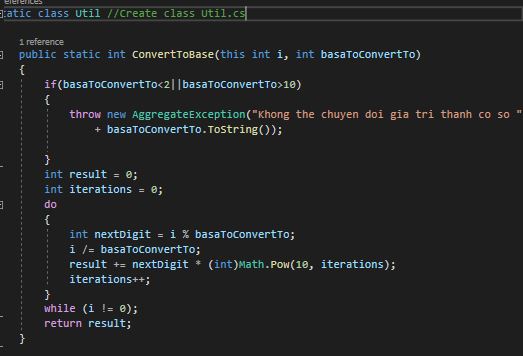 tatic class Util //Create class Util.cs
1 reference
public static int ConvertToBase(this int i, int basaToConvertTo)
{
if(basaToConvertTo<2||basaToConvertTo>10)
{
throw new AggregateException("Khong the chuyen doi gia tri thanh co so "
+ basaToConvertTo.ToString());
}
int result = 0;
int iterations = 0;
do
{
int nextDigit = i % basaToConvertTo;
i /= basaToConvertTo;
result += nextDigit * (int)Math.Pow(10, iterations);
iterations++;
}
while (i != 0);
return result;
}